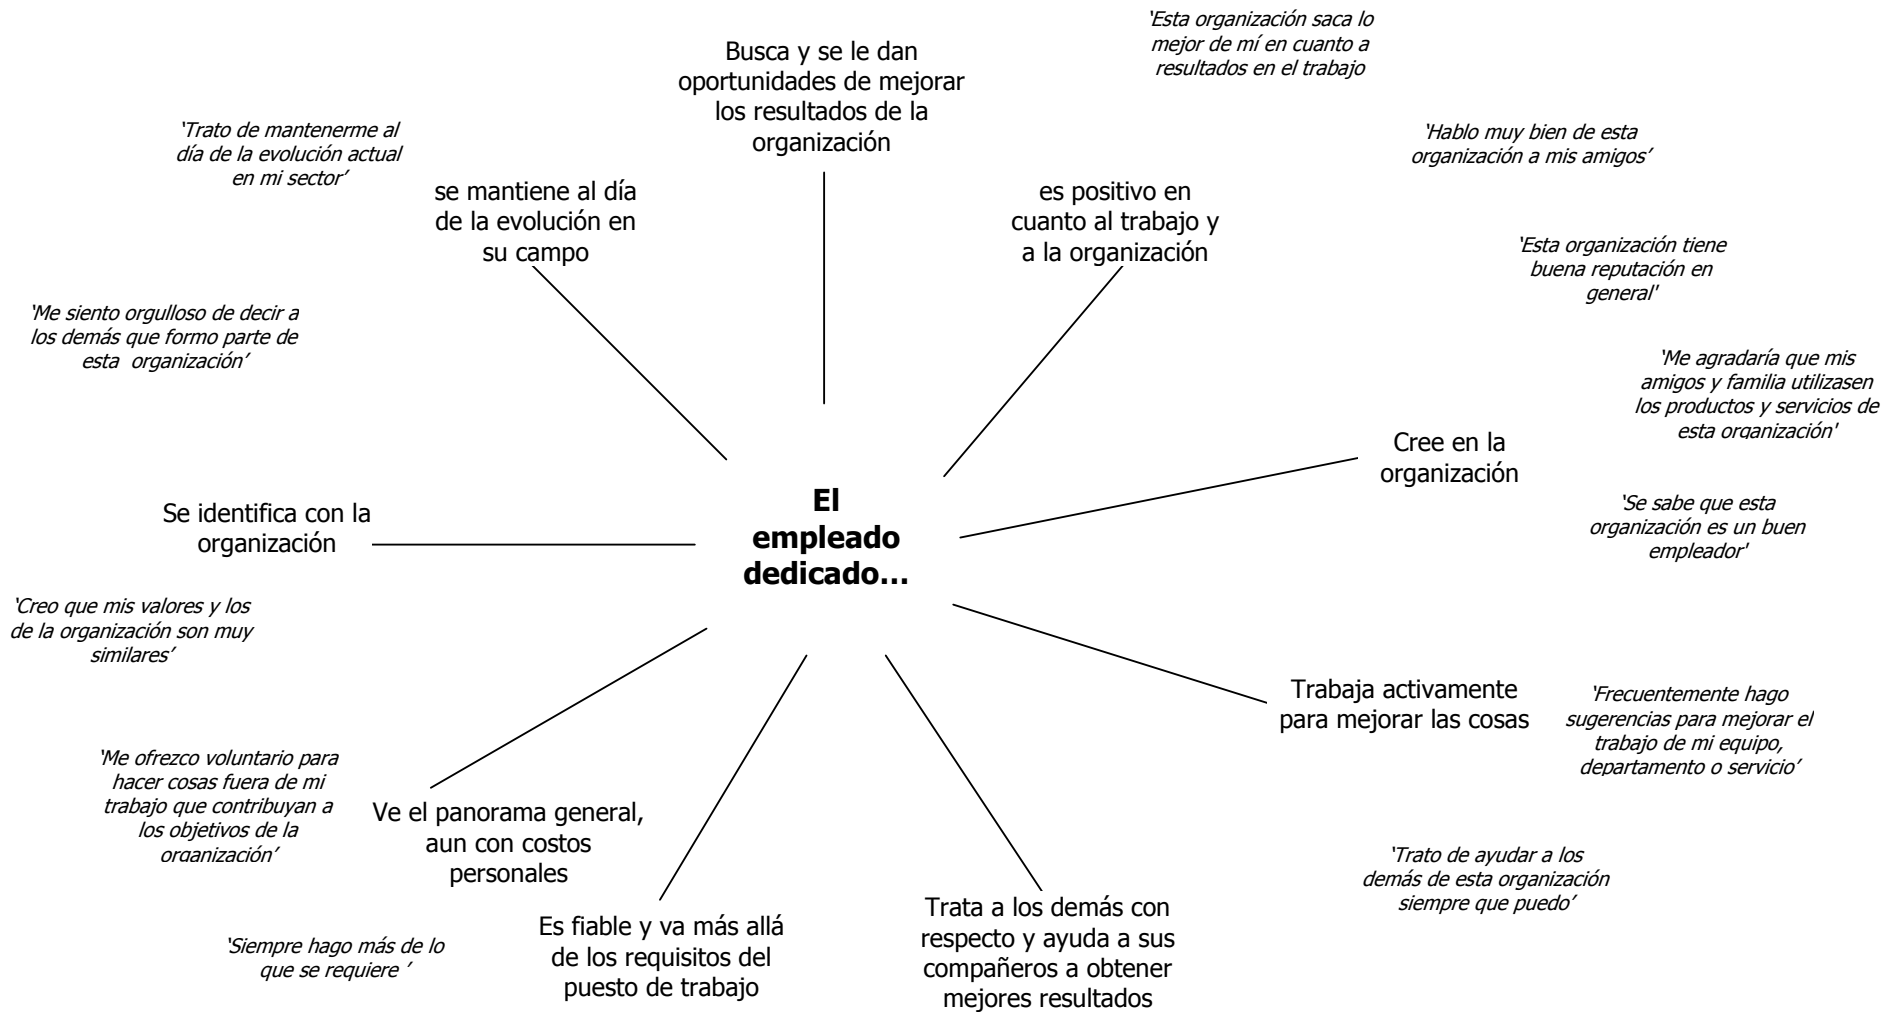 'Esta organización saca lo
mejor de mí en cuanto a
resultados en el trabajo
Busca y se le dan
oportunidades de mejorar
los resultados de la
organización
'Trato de mantenerme al
día de la evolución actual
en mi sector'
'Hablo muy bien de esta
organización a mis amigos'
se mantiene al día
de la evolución en
su campo
es positivo en
cuanto al trabajo y
a la organización
'Esta organización tiene
buena reputación en
general'
'Me siento orgulloso de decir a
los demás que formo parte de
esta organización'
'Me agradaría que mis
amigos y familia utilizasen
los productos y servicios de
esta organización'
Cree en la
organización
El
empleado
dedicado...
Se identifica con la
organización
'Se sabe que esta
organización es un buen
empleador'
'Creo que mis valores y los
de la organización son muy
similares'
Trabaja activamente
para mejorar las cosas
'Frecuentemente hago
sugerencias para mejorar el
trabajo de mi equipo,
departamento o servicio'
'Me ofrezco voluntario para
hacer cosas fuera de mi
trabajo que contribuyan a
los objetivos de la
organización'
Ve el panorama general,
aun con costos
personales
'Trato de ayudar a los
demás de esta organización
siempre que puedo'
'Siempre hago más de lo
que se requiere '
Es fiable y va más allá
de los requisitos del
puesto de trabajo
Trata a los demás con
respecto y ayuda a sus
compañeros a obtener
mejores resultados